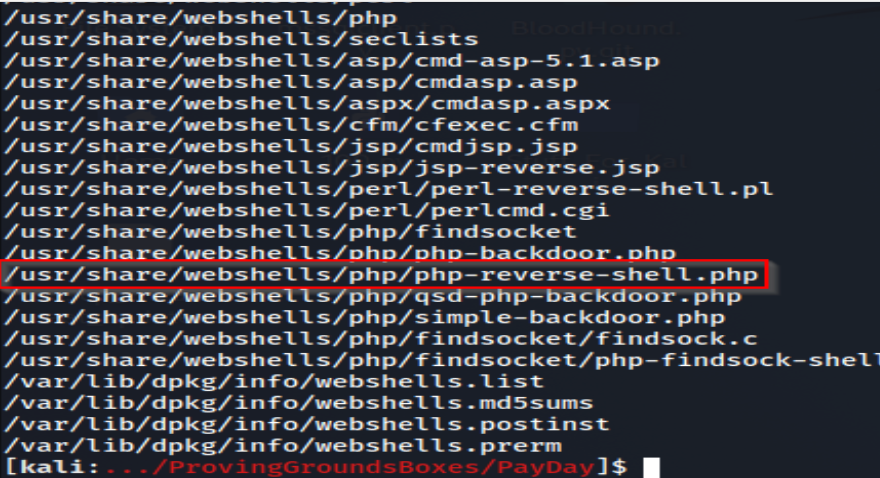 /usr/share/webshells/php
/usr/share/webshells/seclists
/usr/share/webshells/asp/cmd-asp-5.1.asp
/usr/share/webshells/asp/cmdasp.asp
/usr/share/webshells/aspx/cmdasp.aspx
/usr/share/webshells/cfm/cfexec.cfm
/usr/share/webshells/jsp/cmdjsp.jsp
/usr/share/webshells/jsp/jsp-reverse.jsp
/usr/share/webshells/perl/perl-reverse-shell.pl
/usr/share/webshells/perl/perlcmd.cgi
/usr/share/webshells/php/findsocket
/usr/share/webshells/php/php-backdoor.php
/usr/share/webshells/php/php-reverse-shell.php
/usr/share/webshells/php/qsd-php-backdoor.php
/usr/share/webshells/php/simple-backdoor.php
/usr/share/webshells/php/findsocket/findsock.c
/usr/share/webshells/php/findsocket/php-findsock-shell
/var/lib/dpkg/info/webshells.list
/var/lib/dpkg/info/webshells.md5sums
/var/lib/dpkg/info/webshells.postinst
/var/lib/dpkg/info/webshells.prerm
[kali:.../ProvingGroundsBoxes/PayDay]$